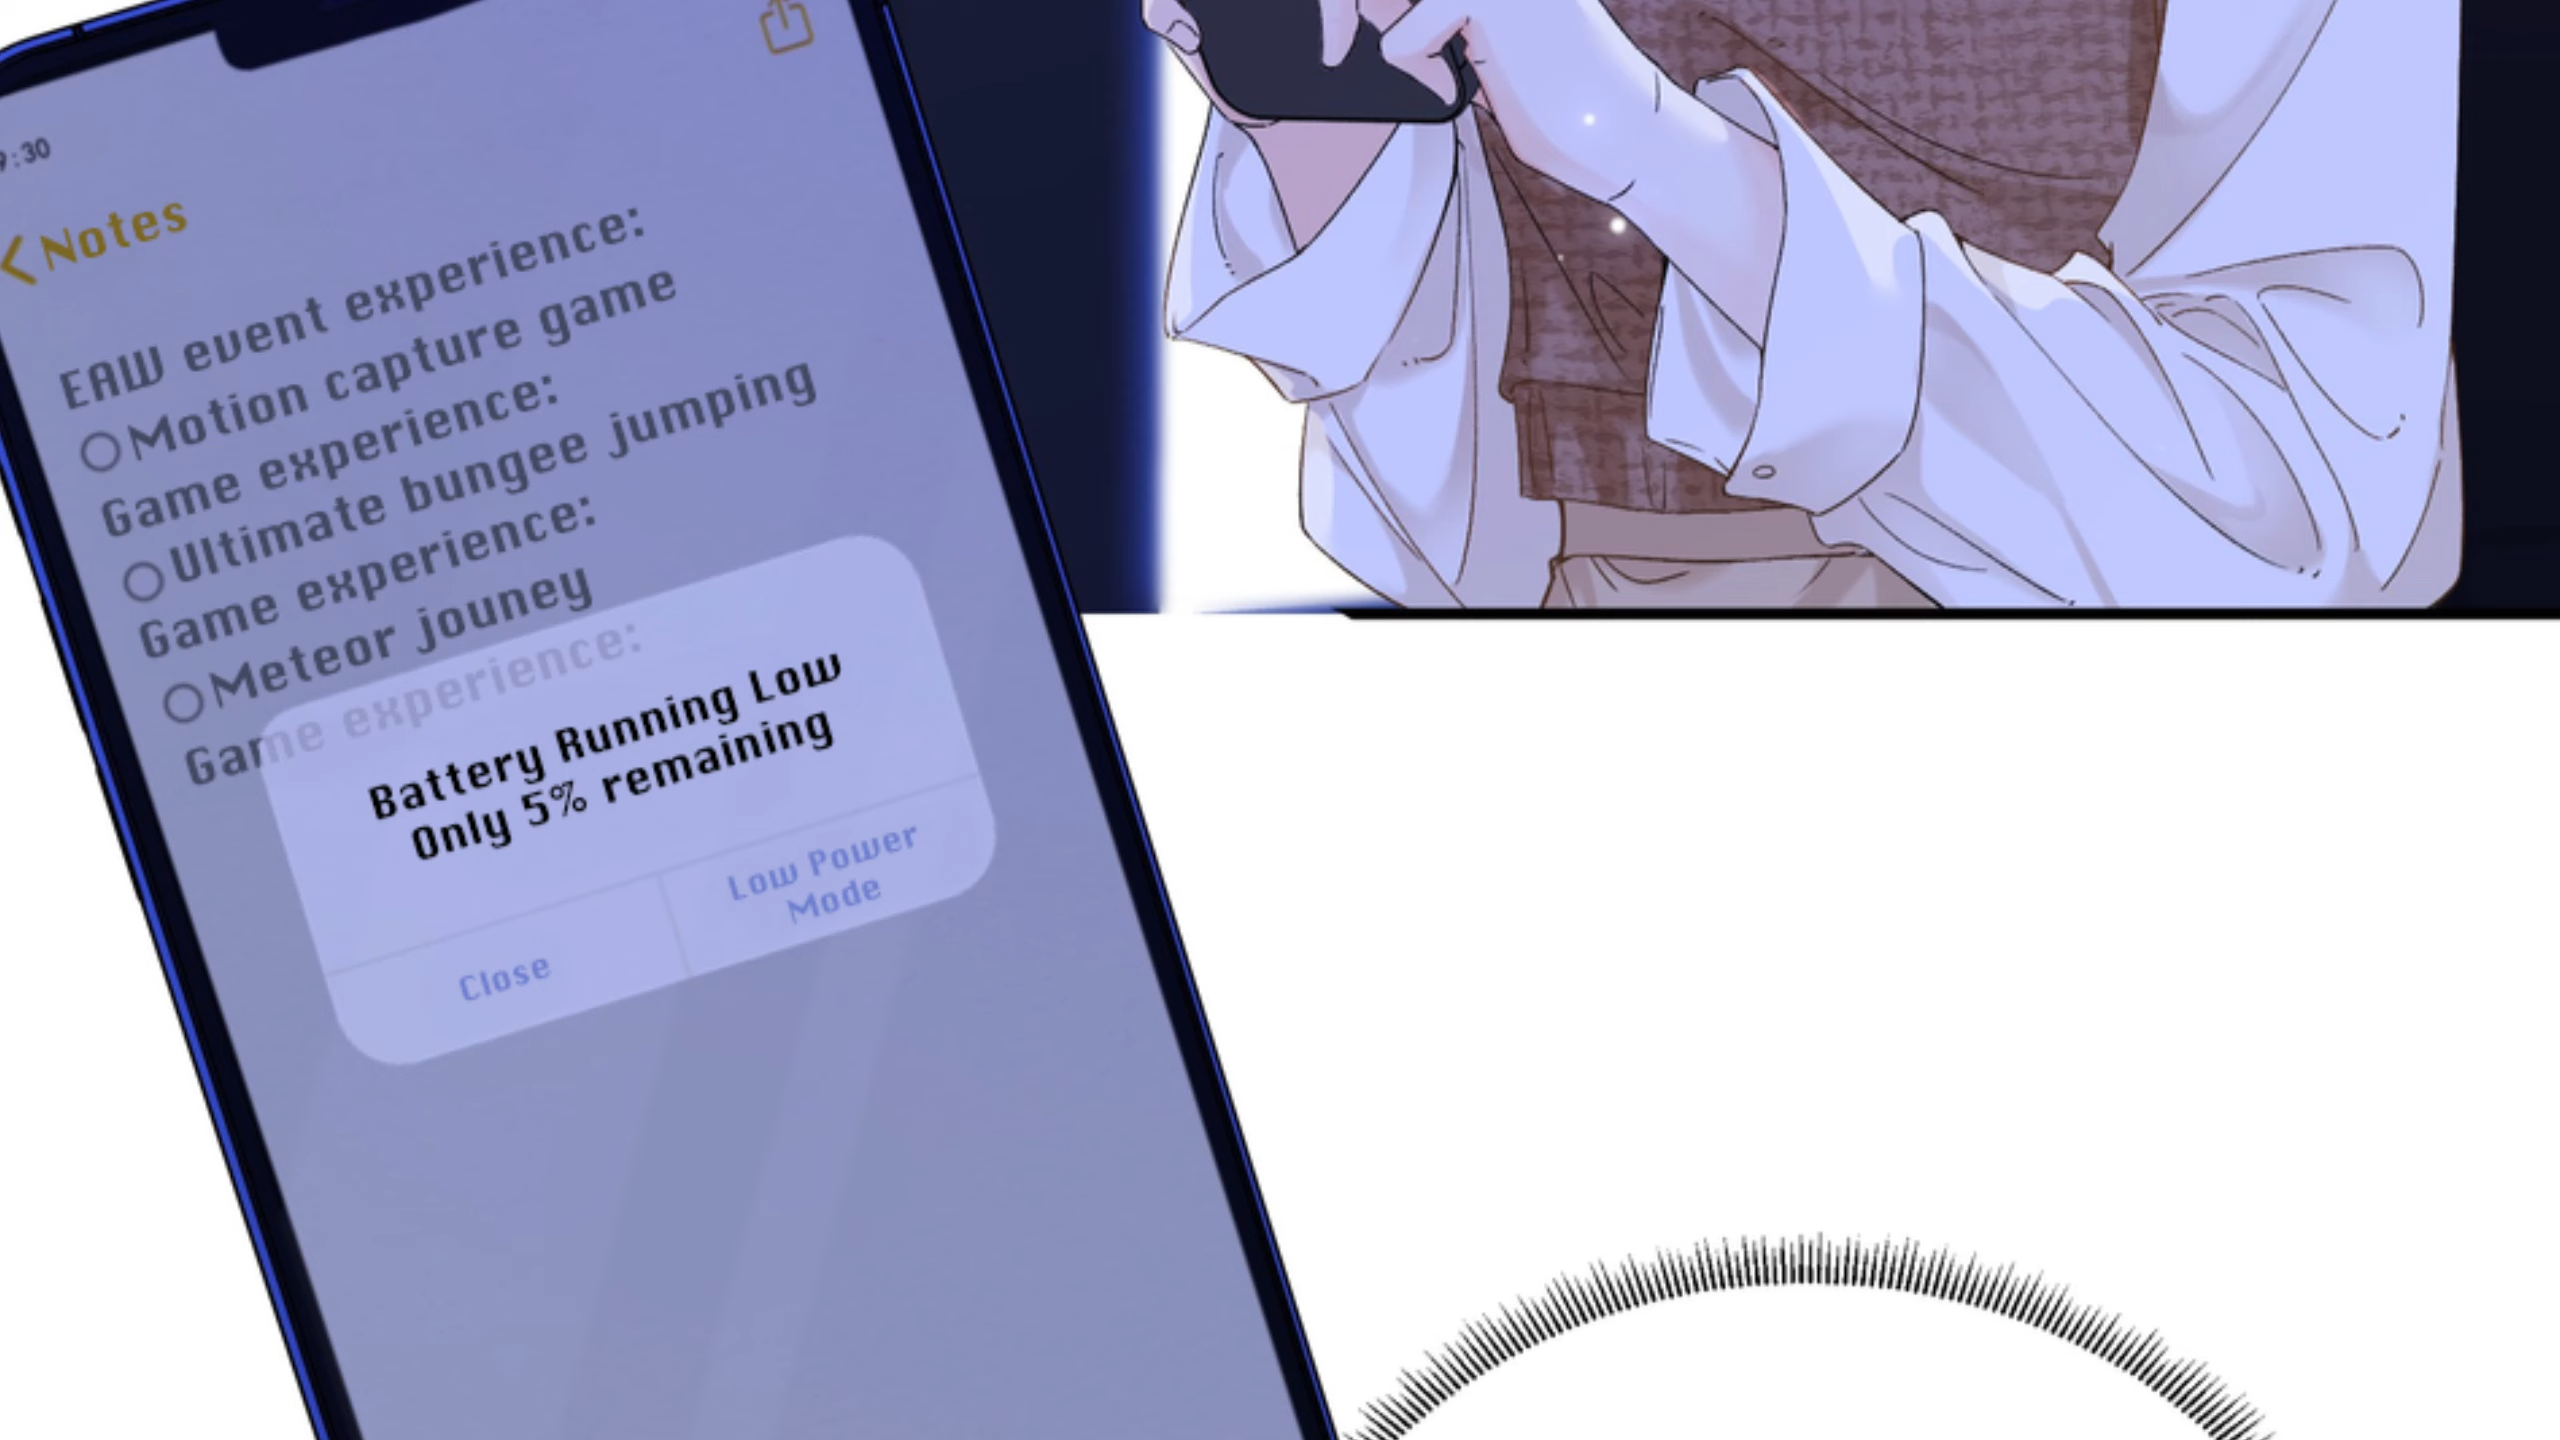 9:30
Notes
EAW event experience:
Motion capture game
Game experience:
Ultimate bungee jumping
Game experience:
Meteor jouney
Game experience:
Battery Running Low
Only 5% remaining
Close
Low Power
Mode